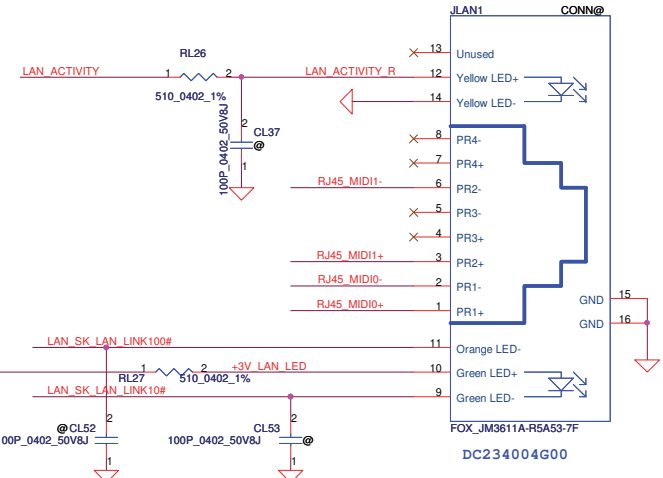 JLAN1 CONN@
13 Unused
RL26
LAN_ACTIVITY 1 2 LAN_ACTIVITY_R 12 Yellow LED+
510_0402_1%
14 Yellow LED-
2
CL37
@
100P_0402_50V8J
1
8 PR4-
7 PR4+
RJ45_MIDI1- 6 PR2-
5 PR3-
4 PR3+
RJ45_MIDI1+ 3 PR2+
RJ45_MIDI0- 2 PR1-
RJ45_MIDI0+ 1 PR1+
GND 15
GND 16
LAN_SK_LAN_LINK100# 11 Orange LED-
1 2 +3V_LAN_LED 10 Green LED+
RL27 510_0402_1%
LAN_SK_LAN_LINK10# 9 Green LED-
2 2
@ CL52 CL53
00P_0402_50V8J 100P_0402_50V8J @
1 1
FOX_JM3611A-R5A53-7F
DC234004G00